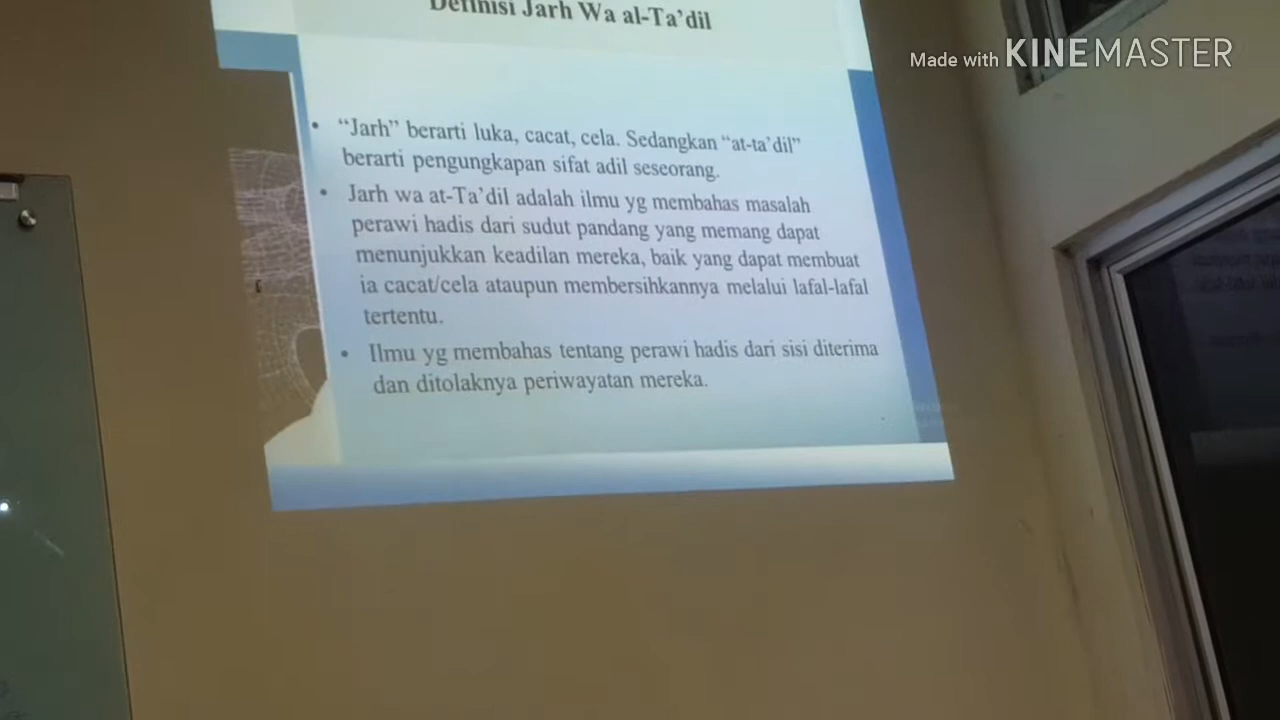 Definisi Jarh Wa al-Ta'dil
Made with KINEMASTER
• “Jarh” berarti luka, cacat, cela. Sedangkan “at-ta'dil”
berarti pengungkapan sifat adil seseorang.
• Jarh wa at-Ta'dil adalah ilmu yg membahas masalah
perawi hadis dari sudut pandang yang memang dapat
menunjukkan keadilan mereka, baik yang dapat membuat
ia cacat/cela ataupun membersihkannya melalui lafal-lafal
tertentu.
• Ilmu yg membahas tentang perawi hadis dari sisi diterima
dan ditolaknya periwayatan mereka.